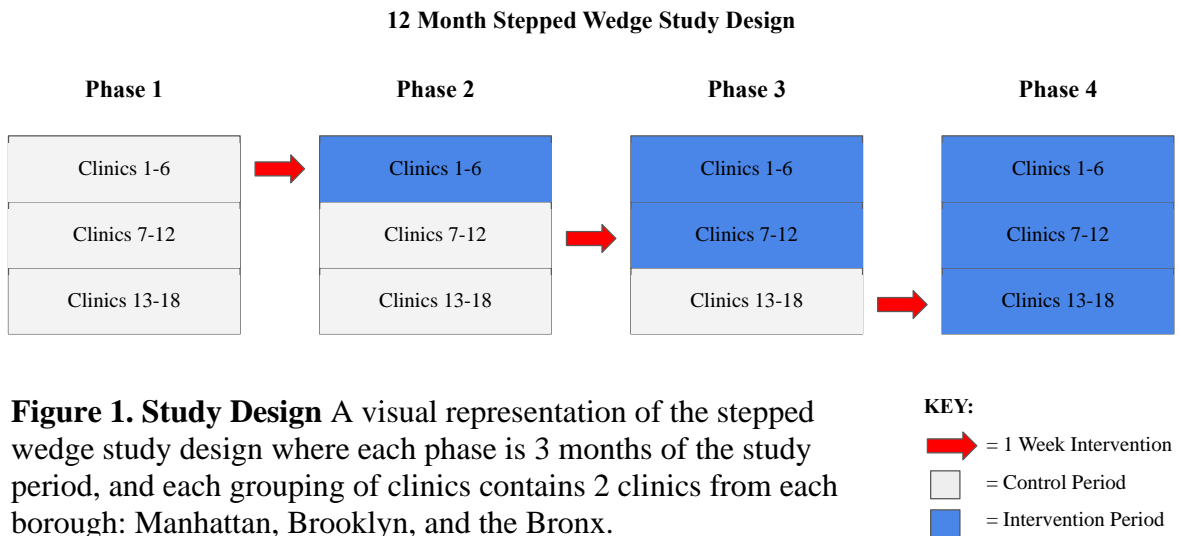 12 Month Stepped Wedge Study Design
Phase 1
Phase 2
Phase 3
Phase 4
Clinics 1-6
Clinics 1-6
Clinics 1-6
Clinics 1-6
Clinics 7-12
Clinics 7-12
Clinics 7-12
Clinics 7-12
Clinics 13-18
Clinics 13-18
Clinics 13-18
Clinics 13-18
Figure 1. Study Design A visual representation of the stepped
wedge study design where each phase is 3 months of the study
period, and each grouping of clinics contains 2 clinics from each
borough: Manhattan, Brooklyn, and the Bronx.
KEY:
= 1 Week Intervention
= Control Period
= Intervention Period